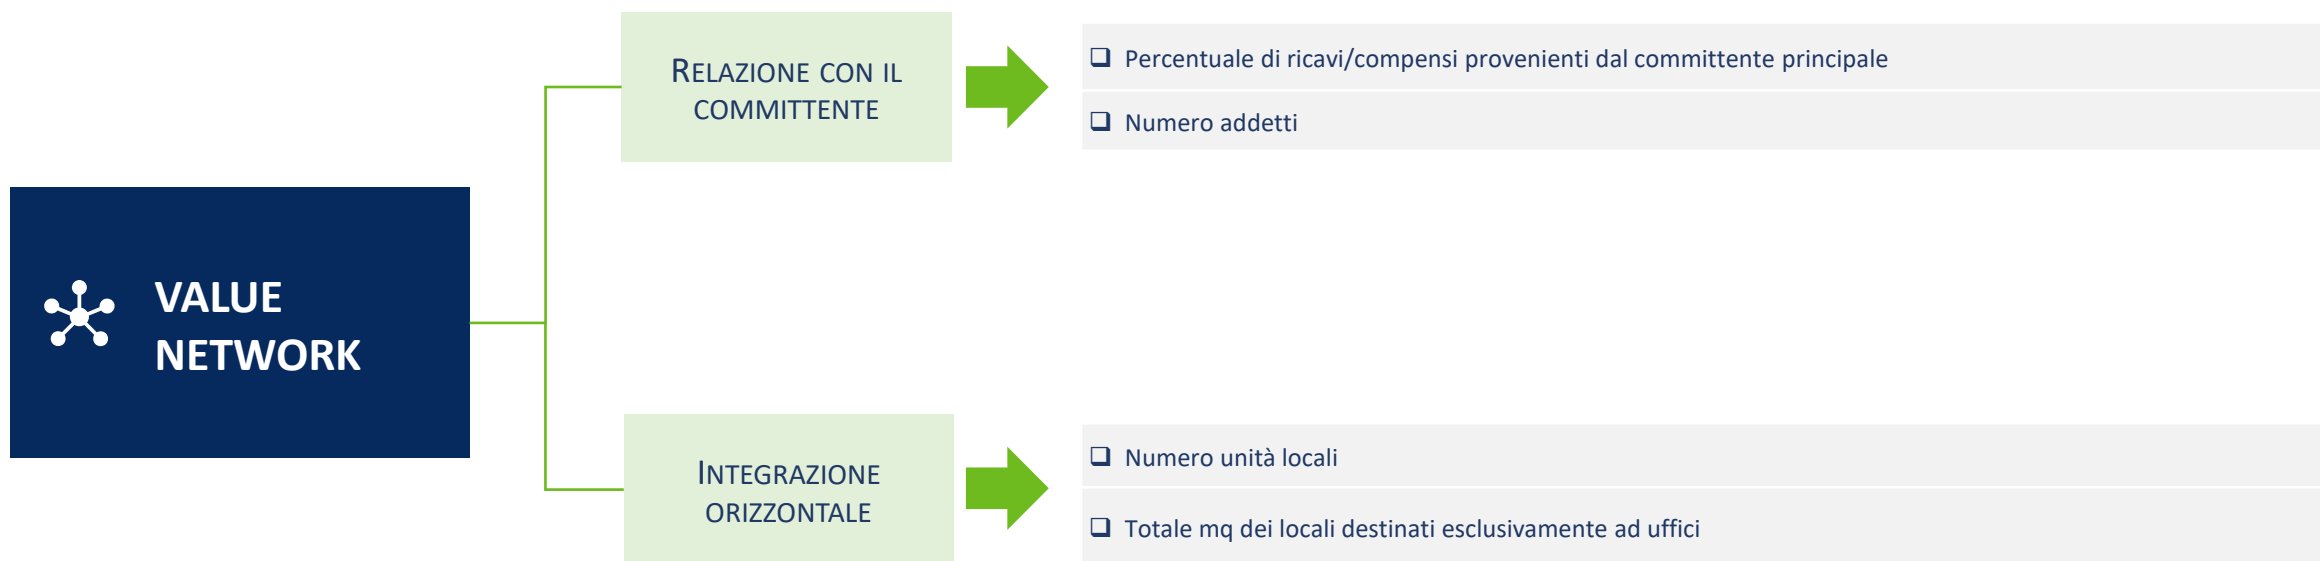 VALUE
NETWORK
RELAZIONE CON IL
COMMITTENTE
Percentuale di ricavi/compensi provenienti dal committente principale
Numero addetti
INTEGRAZIONE
ORIZZONTALE
Numero unità locali
Totale mq dei locali destinati esclusivamente ad uffici